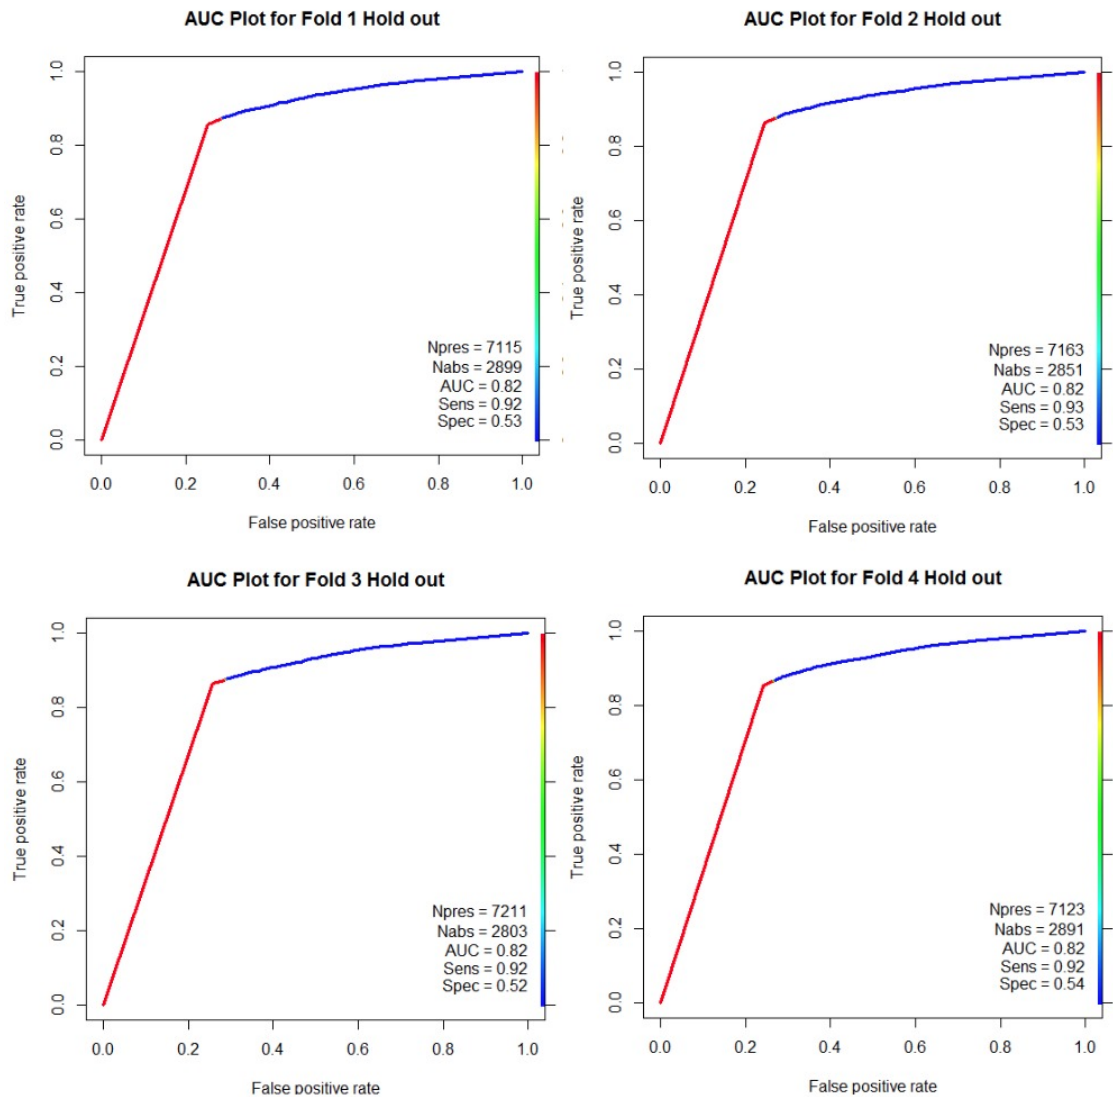 AUC Plot for Fold 1 Hold out
True positive rate
1.0
0.8
0.6
0.4
0.2
0.0
Npres = 7115
Nabs = 2899
AUC = 0.82
Sens = 0.92
Spec = 0.53
0.0 0.2 0.4 0.6 0.8 1.0
False positive rate
AUC Plot for Fold 2 Hold out
True positive rate
1.0
0.8
0.6
0.4
0.2
0.0
Npres = 7163
Nabs = 2851
AUC = 0.82
Sens = 0.93
Spec = 0.53
0.0 0.2 0.4 0.6 0.8 1.0
False positive rate
AUC Plot for Fold 3 Hold out
True positive rate
1.0
0.8
0.6
0.4
0.2
0.0
Npres = 7211
Nabs = 2803
AUC = 0.82
Sens = 0.92
Spec = 0.52
0.0 0.2 0.4 0.6 0.8 1.0
False positive rate
AUC Plot for Fold 4 Hold out
True positive rate
1.0
0.8
0.6
0.4
0.2
0.0
Npres = 7123
Nabs = 2891
AUC = 0.82
Sens = 0.92
Spec = 0.54
0.0 0.2 0.4 0.6 0.8 1.0
False positive rate